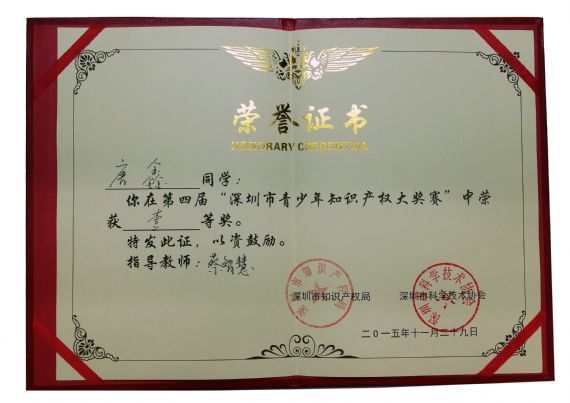 荣誉证书
HONORARY CREDENTIAL
唐鑫 同学：
你在第四届“深圳市青少年知识产权大奖赛”中荣
获 壹 等奖。
特发此证，以资鼓励。
指导教师：蔡智慧
深圳市知识产权局 深圳市科学技术协会
二〇一五年十一月二十九日